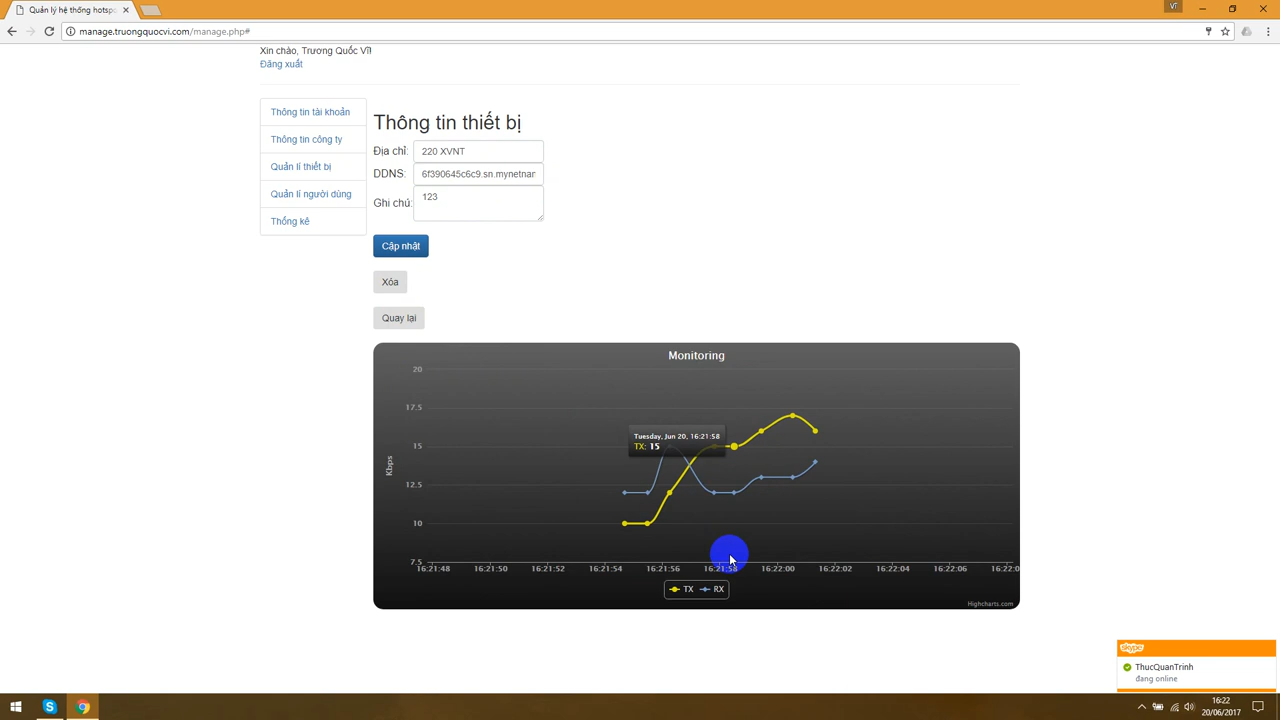 Quản lý hệ thống hotsp
Vĩ
manage.truongquocvi.com/manage.php#
Xin chào, Trương Quốc Vĩ!
Đăng xuất
Thông tin tài khoản
Thông tin công ty
Quản lí thiết bị
Quản lí người dùng
Thống kê
Thông tin thiết bị
Địa chỉ: 220 XVNT
DDNS: 6f390645c6c9.sn.mynetnar
Ghi chú: 123
Cập nhật
Xóa
Quay lại
Monitoring
20
17.5
15
12.5
10
7.5
Kbps
Tuesday, Jun 20, 16:21:58
TX: 15
16:21:48 16:21:50 16:21:52 16:21:54 16:21:56 16:21:58 16:22:00 16:22:02 16:22:04 16:22:06 16:22:0
TX RX
Highcharts.com
skype
ThucQuanTrinh
đang online
16:22
20/06/2017